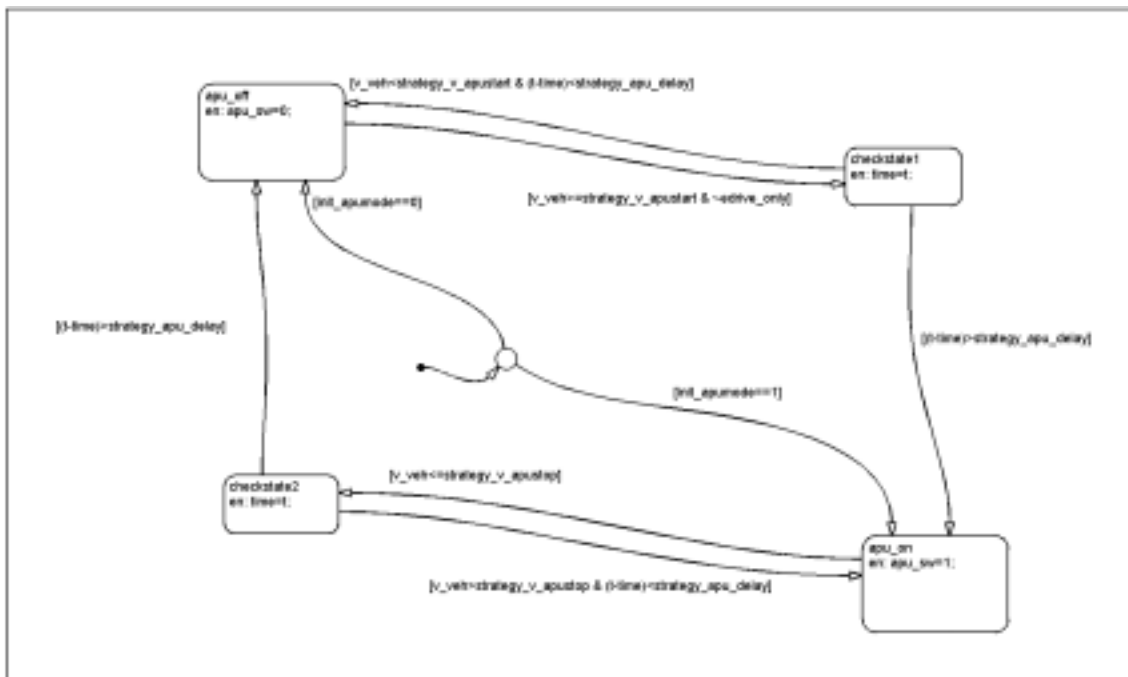 [v_veh<strategy_v_apustart & (t-time)<strategy_apu_delay]
apu_off
en: apu_sw=0;
checkstate1
en: time=t;
[v_veh>=strategy_v_apustart & ~edrive_only]
[init_apumode==0]
[(t-time)>strategy_apu_delay]
[(t-time)>strategy_apu_delay]
[init_apumode==1]
[v_veh<=strategy_v_apustop]
checkstate2
en: time=t;
apu_on
en: apu_sw=1;
[v_veh>strategy_v_apustop & (t-time)<strategy_apu_delay]